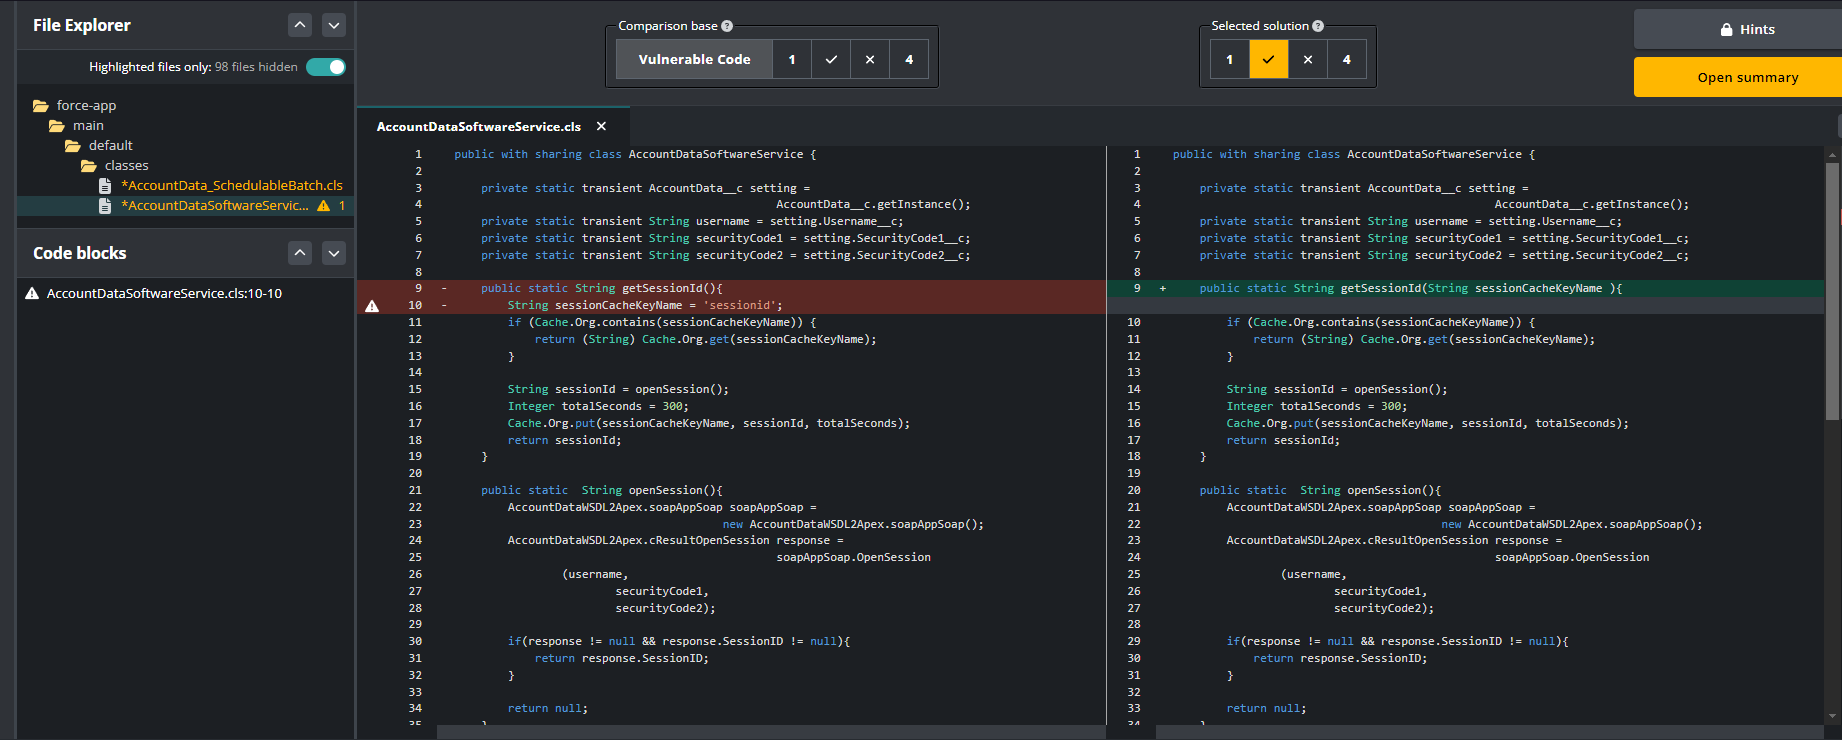 File Explorer
Highlighted files only: 98 files hidden
force-app
main
default
classes
*AccountData_SchedulableBatch.cls
*AccountDataSoftwareServic... 1
Code blocks
AccountDataSoftwareService.cls:10-10
Comparison base ?
Vulnerable Code 1 ✓ ✕ 4
Selected solution ?
1 ✓ ✕ 4
Hints
Open summary
AccountDataSoftwareService.cls ✕
1 public with sharing class AccountDataSoftwareService {
2
3 private static transient AccountData__c setting =
4 AccountData__c.getInstance();
5 private static transient String username = setting.Username__c;
6 private static transient String securityCode1 = setting.SecurityCode1__c;
7 private static transient String securityCode2 = setting.SecurityCode2__c;
8
9 - public static String getSessionId(){
10 - String sessionCacheKeyName = 'sessionid';
11 if (Cache.Org.contains(sessionCacheKeyName)) {
12 return (String) Cache.Org.get(sessionCacheKeyName);
13 }
14
15 String sessionId = openSession();
16 Integer totalSeconds = 300;
17 Cache.Org.put(sessionCacheKeyName, sessionId, totalSeconds);
18 return sessionId;
19 }
20
21 public static  String openSession(){
22 AccountDataWSDL2Apex.soapAppSoap soapAppSoap =
23 new AccountDataWSDL2Apex.soapAppSoap();
24 AccountDataWSDL2Apex.cResultOpenSession response =
25 soapAppSoap.OpenSession
26 (username,
27 securityCode1,
28 securityCode2);
29
30 if(response != null && response.SessionID != null){
31 return response.SessionID;
32 }
33
34 return null;
35 }
1 public with sharing class AccountDataSoftwareService {
2
3 private static transient AccountData__c setting =
4 AccountData__c.getInstance();
5 private static transient String username = setting.Username__c;
6 private static transient String securityCode1 = setting.SecurityCode1__c;
7 private static transient String securityCode2 = setting.SecurityCode2__c;
8
9 + public static String getSessionId(String sessionCacheKeyName ){
10 if (Cache.Org.contains(sessionCacheKeyName)) {
11 return (String) Cache.Org.get(sessionCacheKeyName);
12 }
13
14 String sessionId = openSession();
15 Integer totalSeconds = 300;
16 Cache.Org.put(sessionCacheKeyName, sessionId, totalSeconds);
17 return sessionId;
18 }
19
20 public static  String openSession(){
21 AccountDataWSDL2Apex.soapAppSoap soapAppSoap =
22 new AccountDataWSDL2Apex.soapAppSoap();
23 AccountDataWSDL2Apex.cResultOpenSession response =
24 soapAppSoap.OpenSession
25 (username,
26 securityCode1,
27 securityCode2);
28
29 if(response != null && response.SessionID != null){
30 return response.SessionID;
31 }
32
33 return null;
34 }